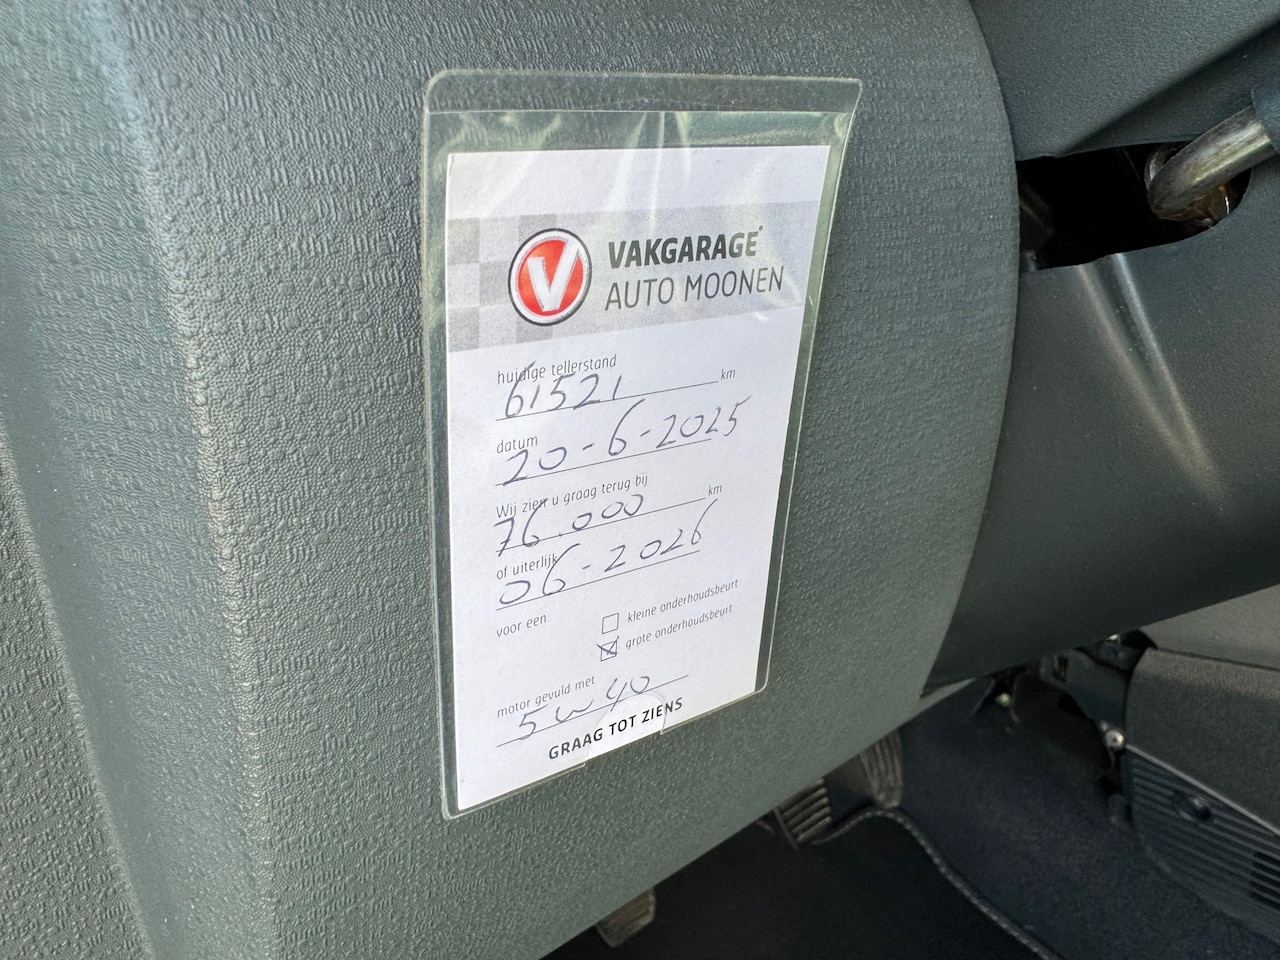 V VAKGARAGE
AUTO MOONEN
huidige tellerstand
61521 km
datum
20-6-2025
Wij zien u graag terug bij
76.000 km
of uiterlijk
06-2026
voor een
kleine onderhoudsbeurt
grote onderhoudsbeurt
motor gevuld met
5w40
GRAAG TOT ZIENS